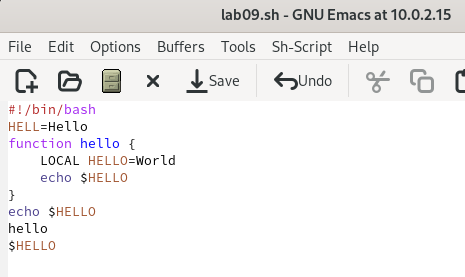 lab09.sh - GNU Emacs at 10.0.2.15
File Edit Options Buffers Tools Sh-Script Help
Save Undo
#!/bin/bash
HELL=Hello
function hello {
    LOCAL HELLO=World
    echo $HELLO
}
echo $HELLO
hello
$HELLO